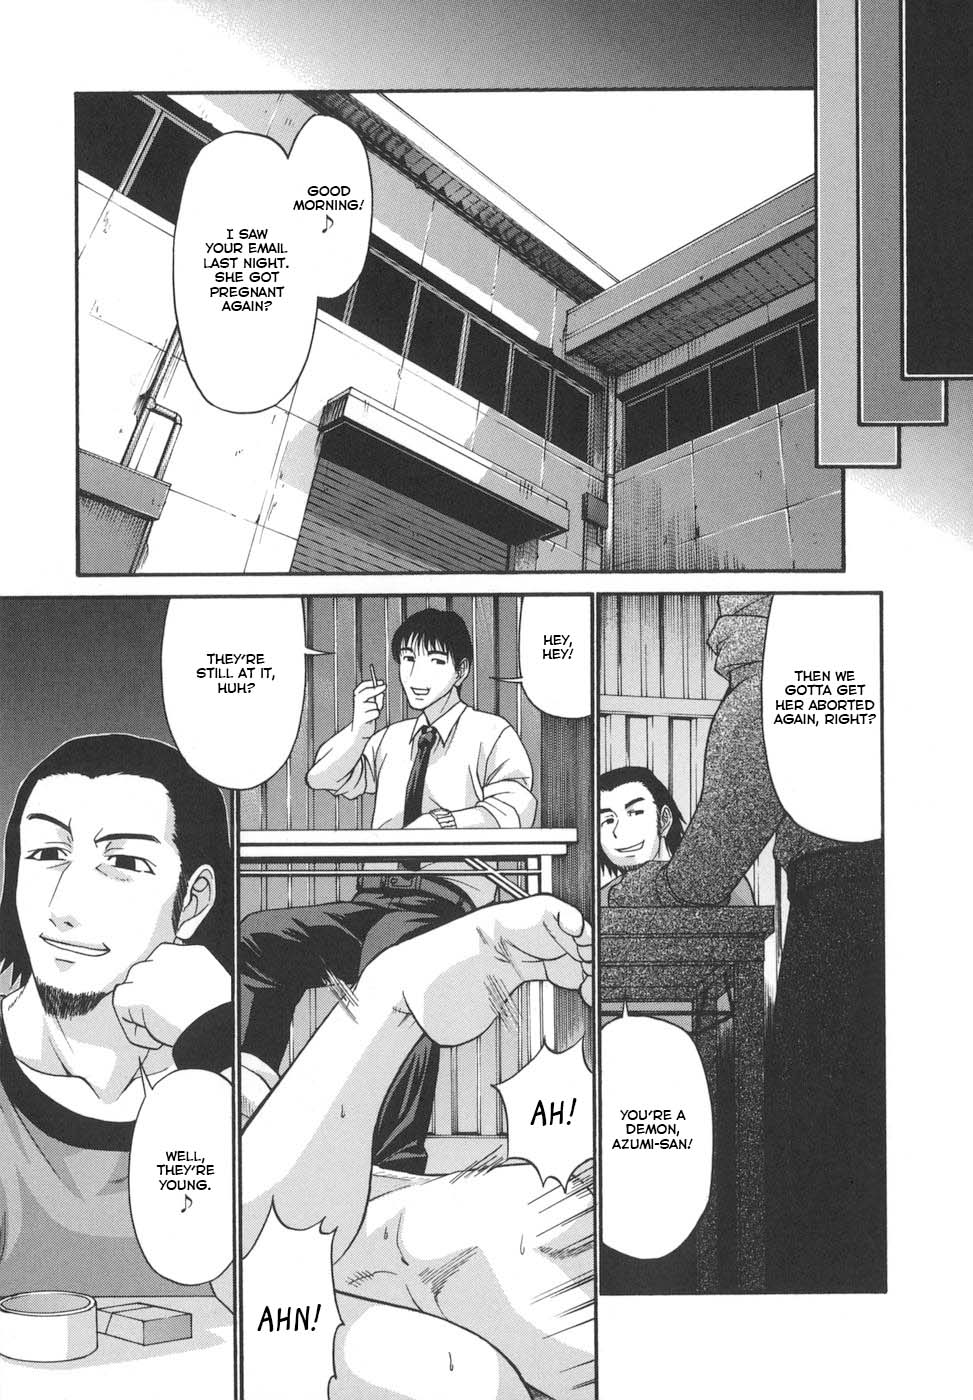 GOOD
MORNING!
♪
I SAW
YOUR EMAIL
LAST NIGHT.
SHE GOT
PREGNANT
AGAIN?
THEN WE
GOTTA GET
HER ABORTED
AGAIN, RIGHT?
YOU'RE A
DEMON,
AZUMI-SAN!
HEY,
HEY!
THEY'RE
STILL AT IT,
HUH?
AH!
AHN!
WELL,
THEY'RE
YOUNG.
♪